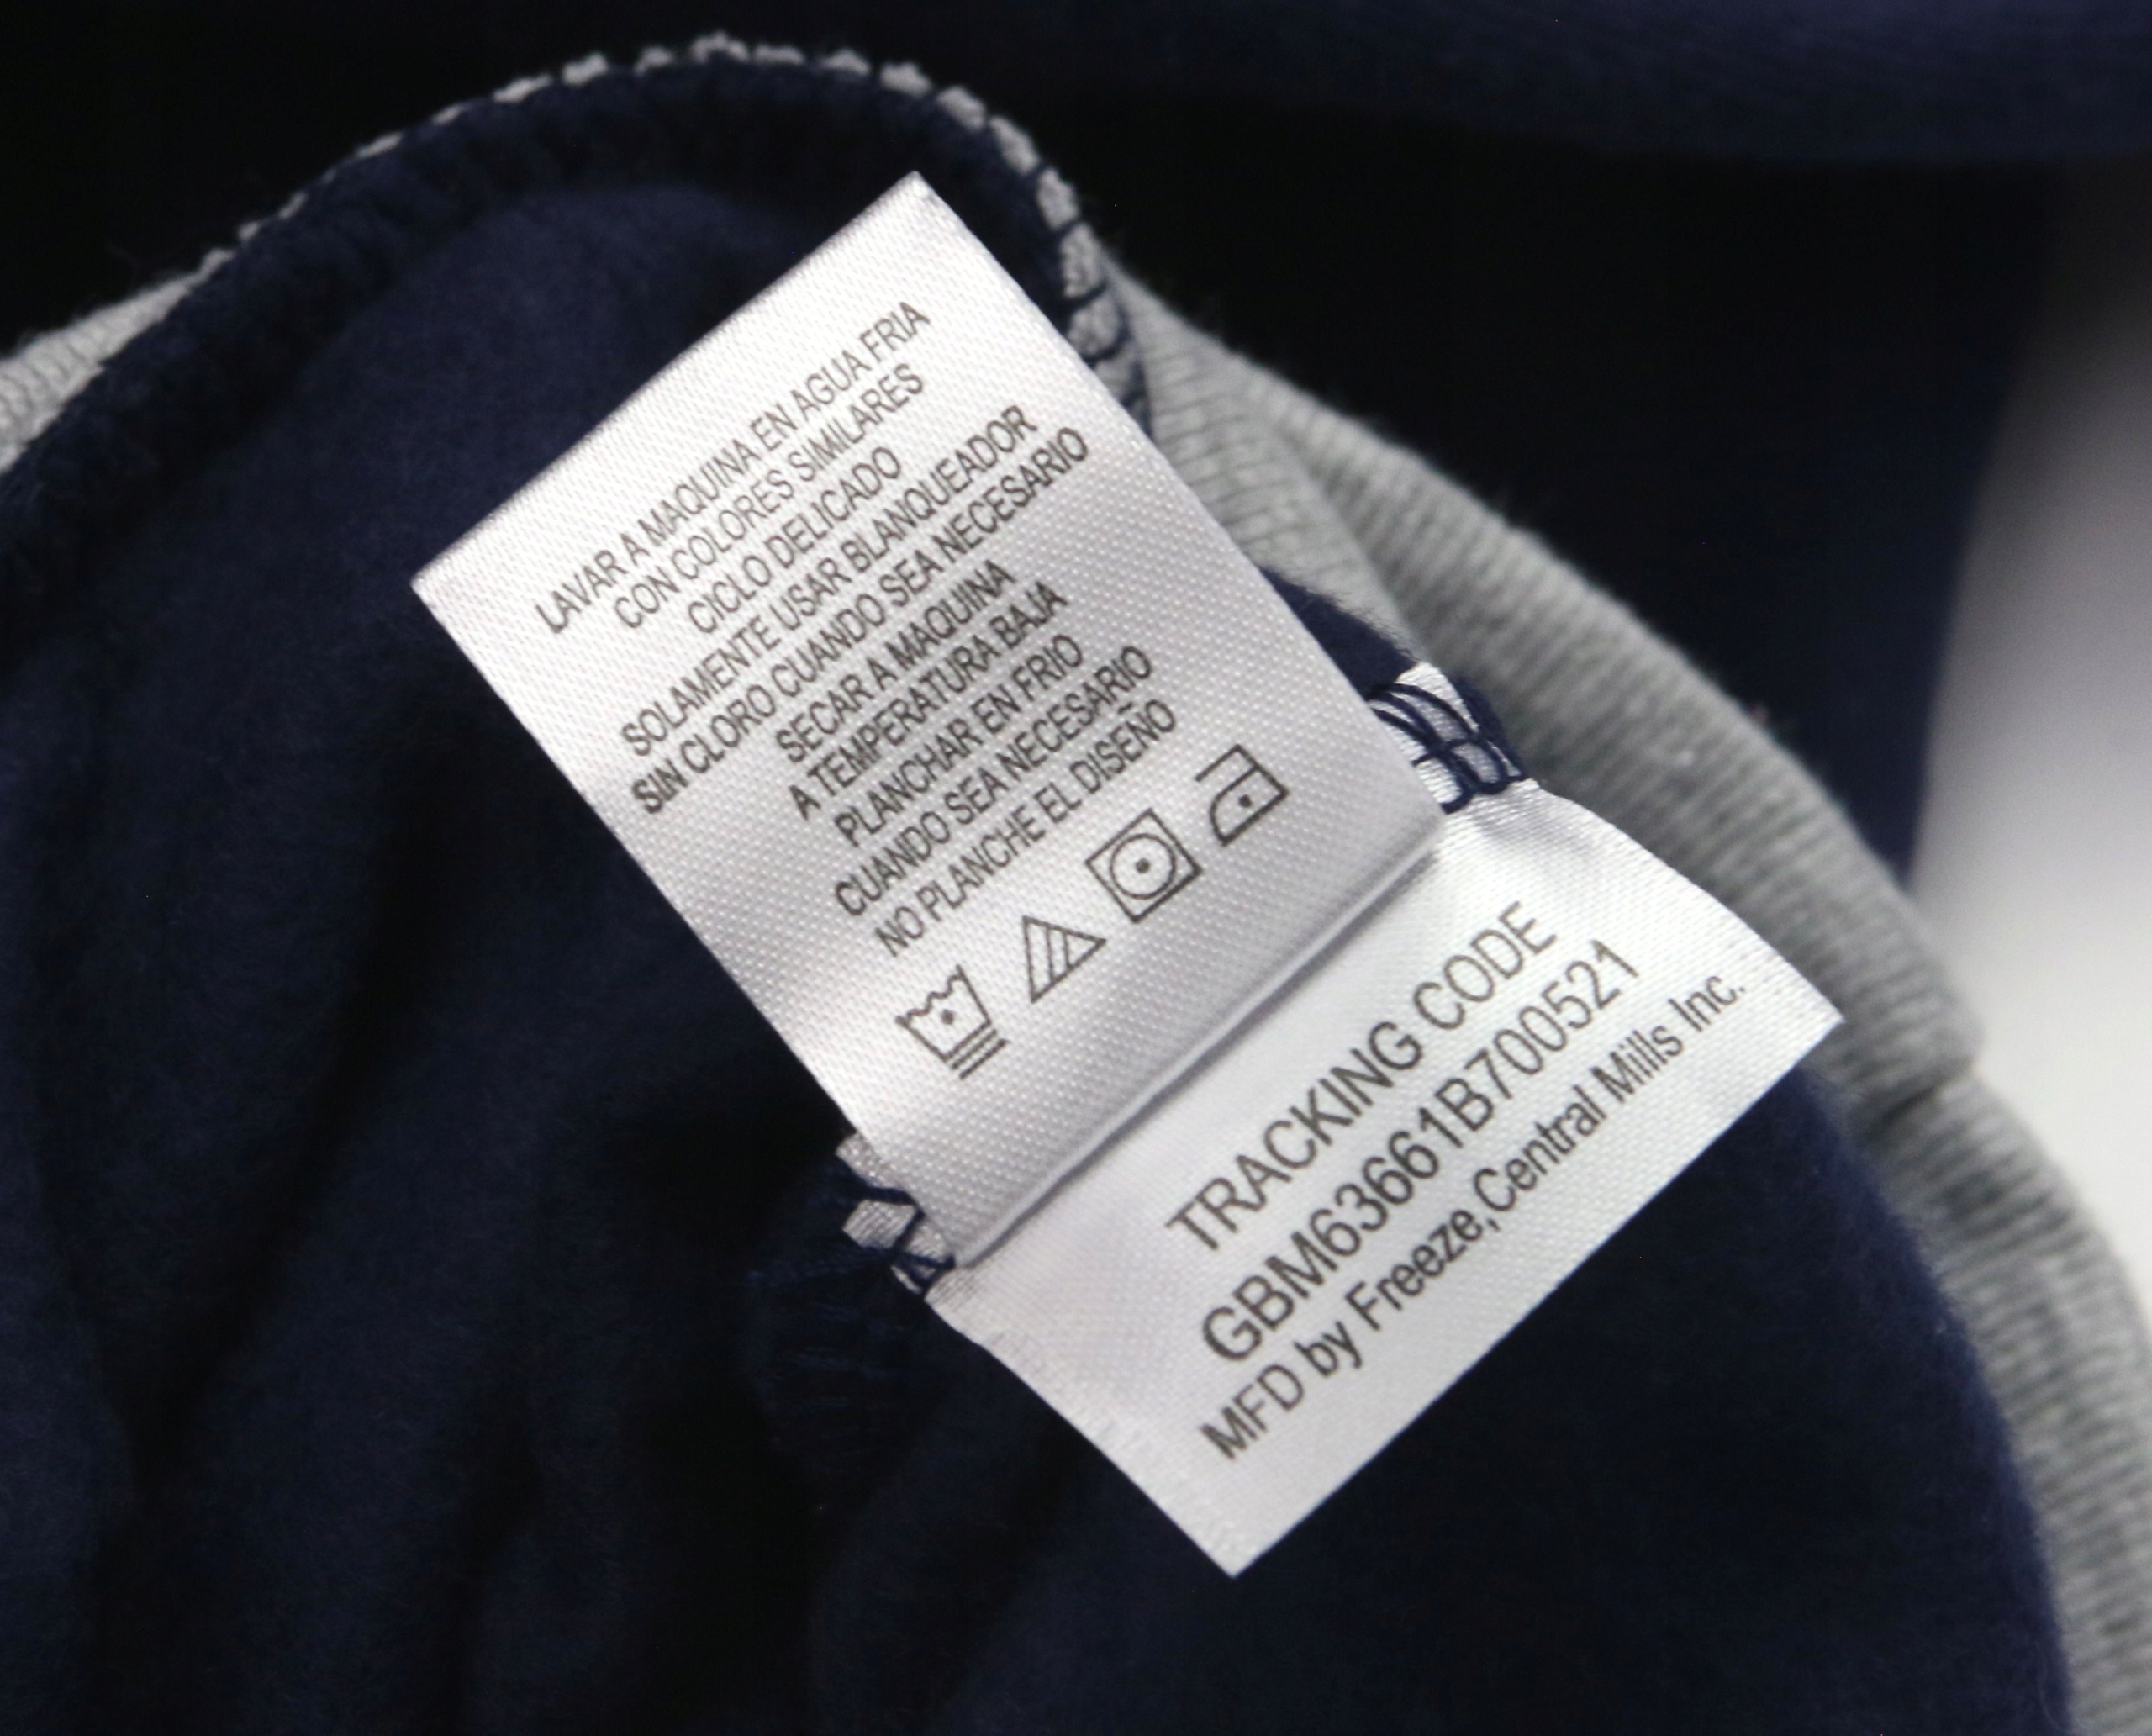 LAVAR A MAQUINA EN AGUA FRIA
CON COLORES SIMILARES
CICLO DELICADO
SOLAMENTE USAR BLANQUEADOR
SIN CLORO CUANDO SEA NECESARIO
SECAR A MAQUINA
A TEMPERATURA BAJA
PLANCHAR EN FRIO
CUANDO SEA NECESARIO
NO PLANCHE EL DISEÑO
TRACKING CODE
GBM63661B700521
MFD by Freeze,Central Mills Inc.